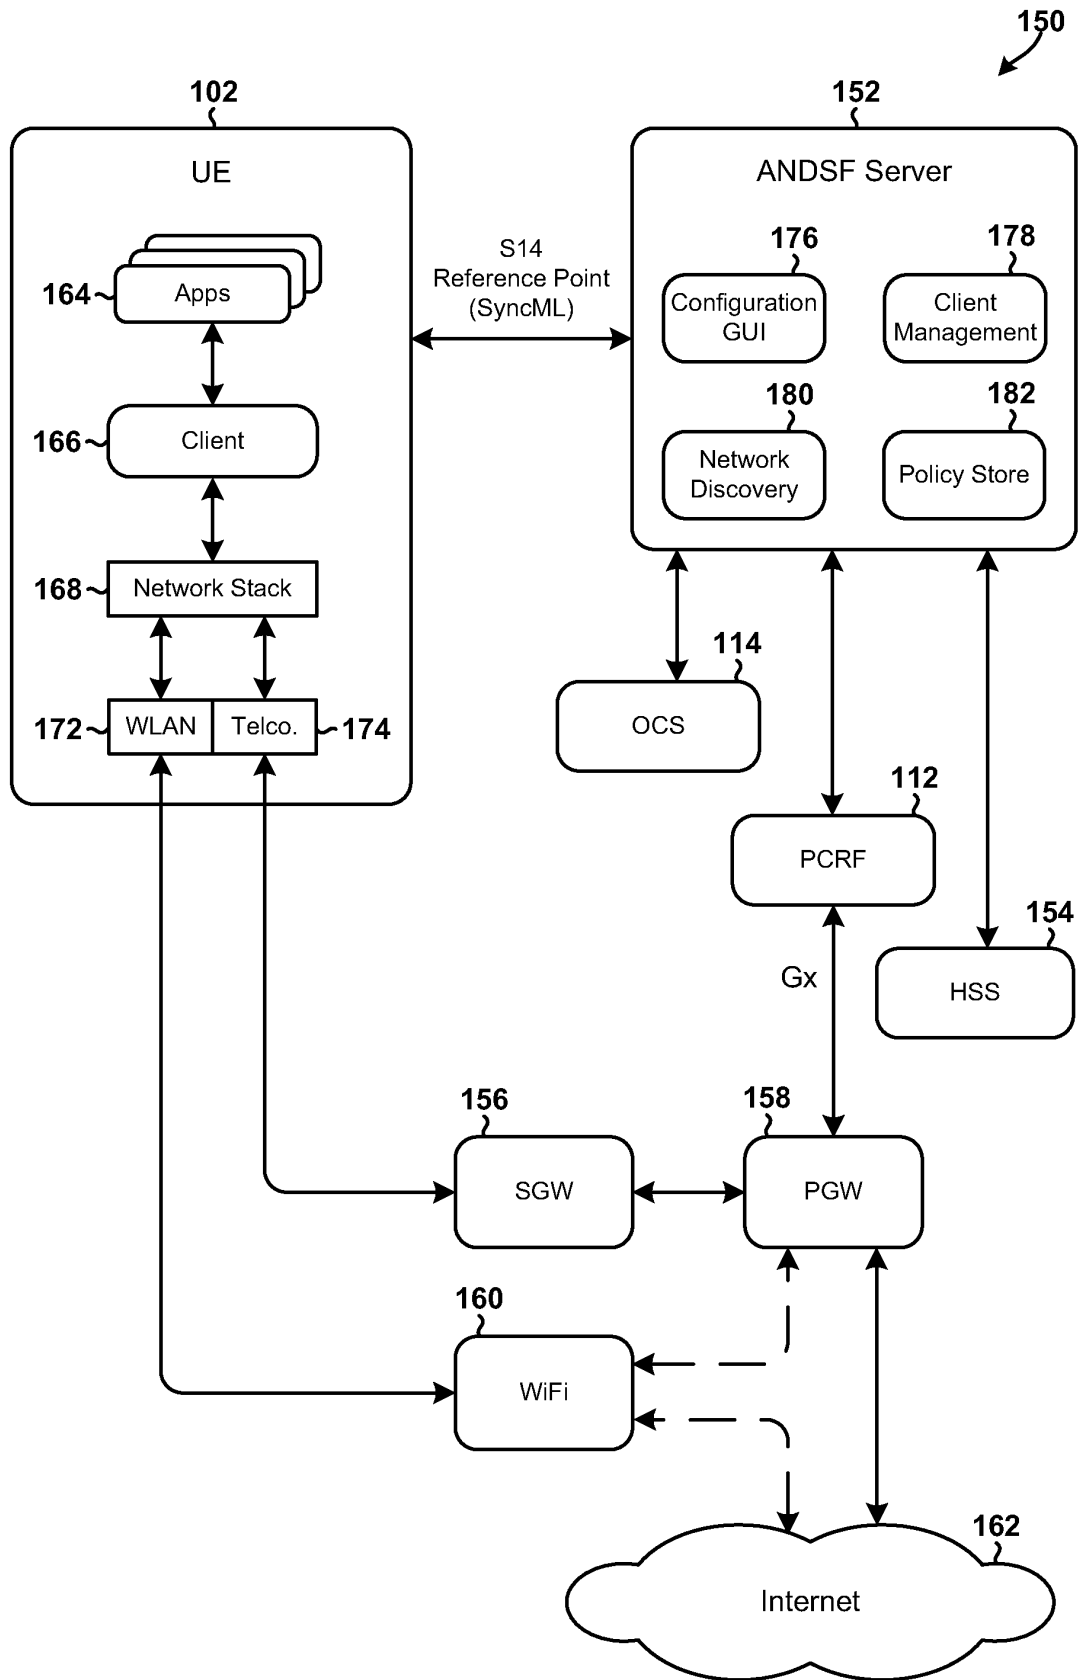 150
102
152
UE
ANDSF Server
S14
Reference Point
(SyncML)
176
178
164
Apps
Configuration
GUI
Client
Management
180
182
166
Client
Network
Discovery
Policy Store
168
Network Stack
114
172
WLAN
Telco.
174
OCS
112
PCRF
154
Gx
HSS
156
158
SGW
PGW
160
WiFi
162
Internet